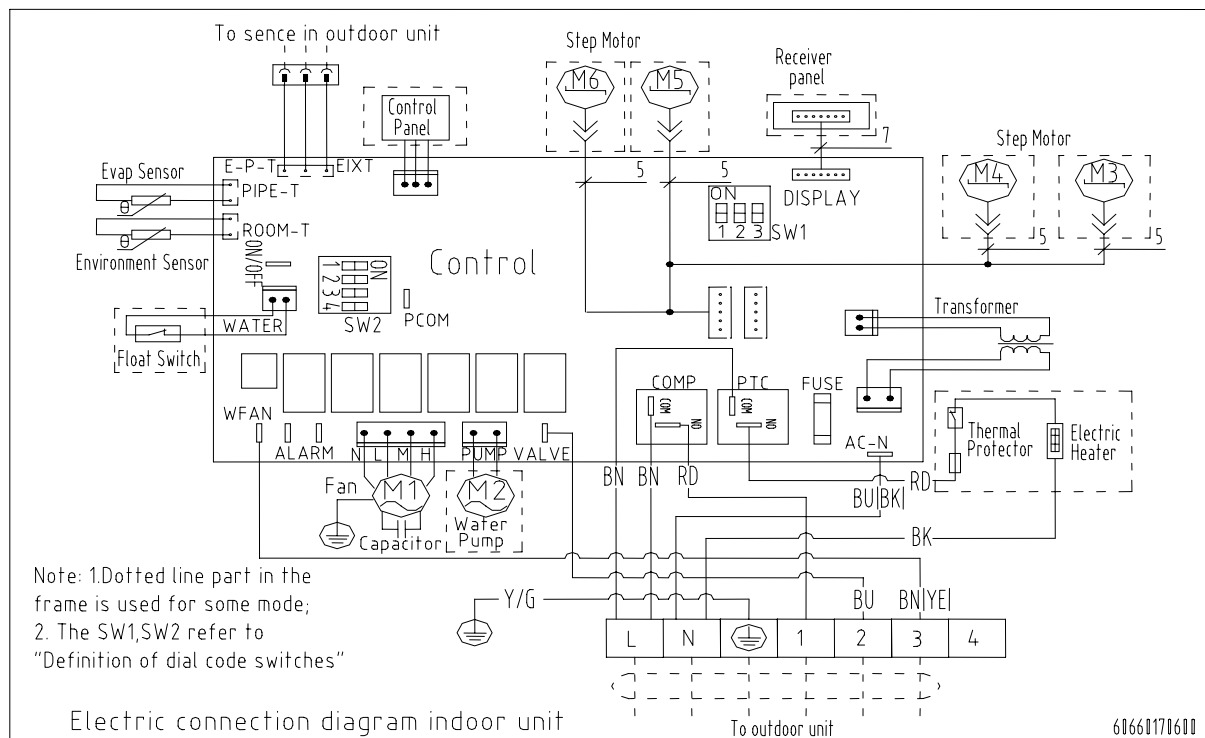 To sence in outdoor unit
Step Motor
M6
M5
Receiver
panel
7
Control
Panel
Step Motor
M4
M3
E-P-T
EIXT
5
5
5
5
Evap Sensor
PIPE-T
θ
ROOM-T
θ
Environment Sensor
ON
1 2 3
SW1
DISPLAY
ON/OFF
ON
1
2
3
4
SW2
Control
PCOM
WATER
Float Switch
Transformer
COMP
COM
NO
PTC
COM
NO
FUSE
AC-N
Thermal
Protector
Electric
Heater
WFAN
ALARM
N
L
M
H
PUMP
VALVE
Fan
M1
Capacitor
M2
Water
Pump
BN
BN
RD
BU(BK)
RD
BK
Y/G
BU
BN(YE)
L
N
1
2
3
4
Note: 1.Dotted line part in the
frame is used for some mode;
2. The SW1,SW2 refer to
"Definition of dial code switches"
Electric connection diagram indoor unit
To outdoor unit
60660170600